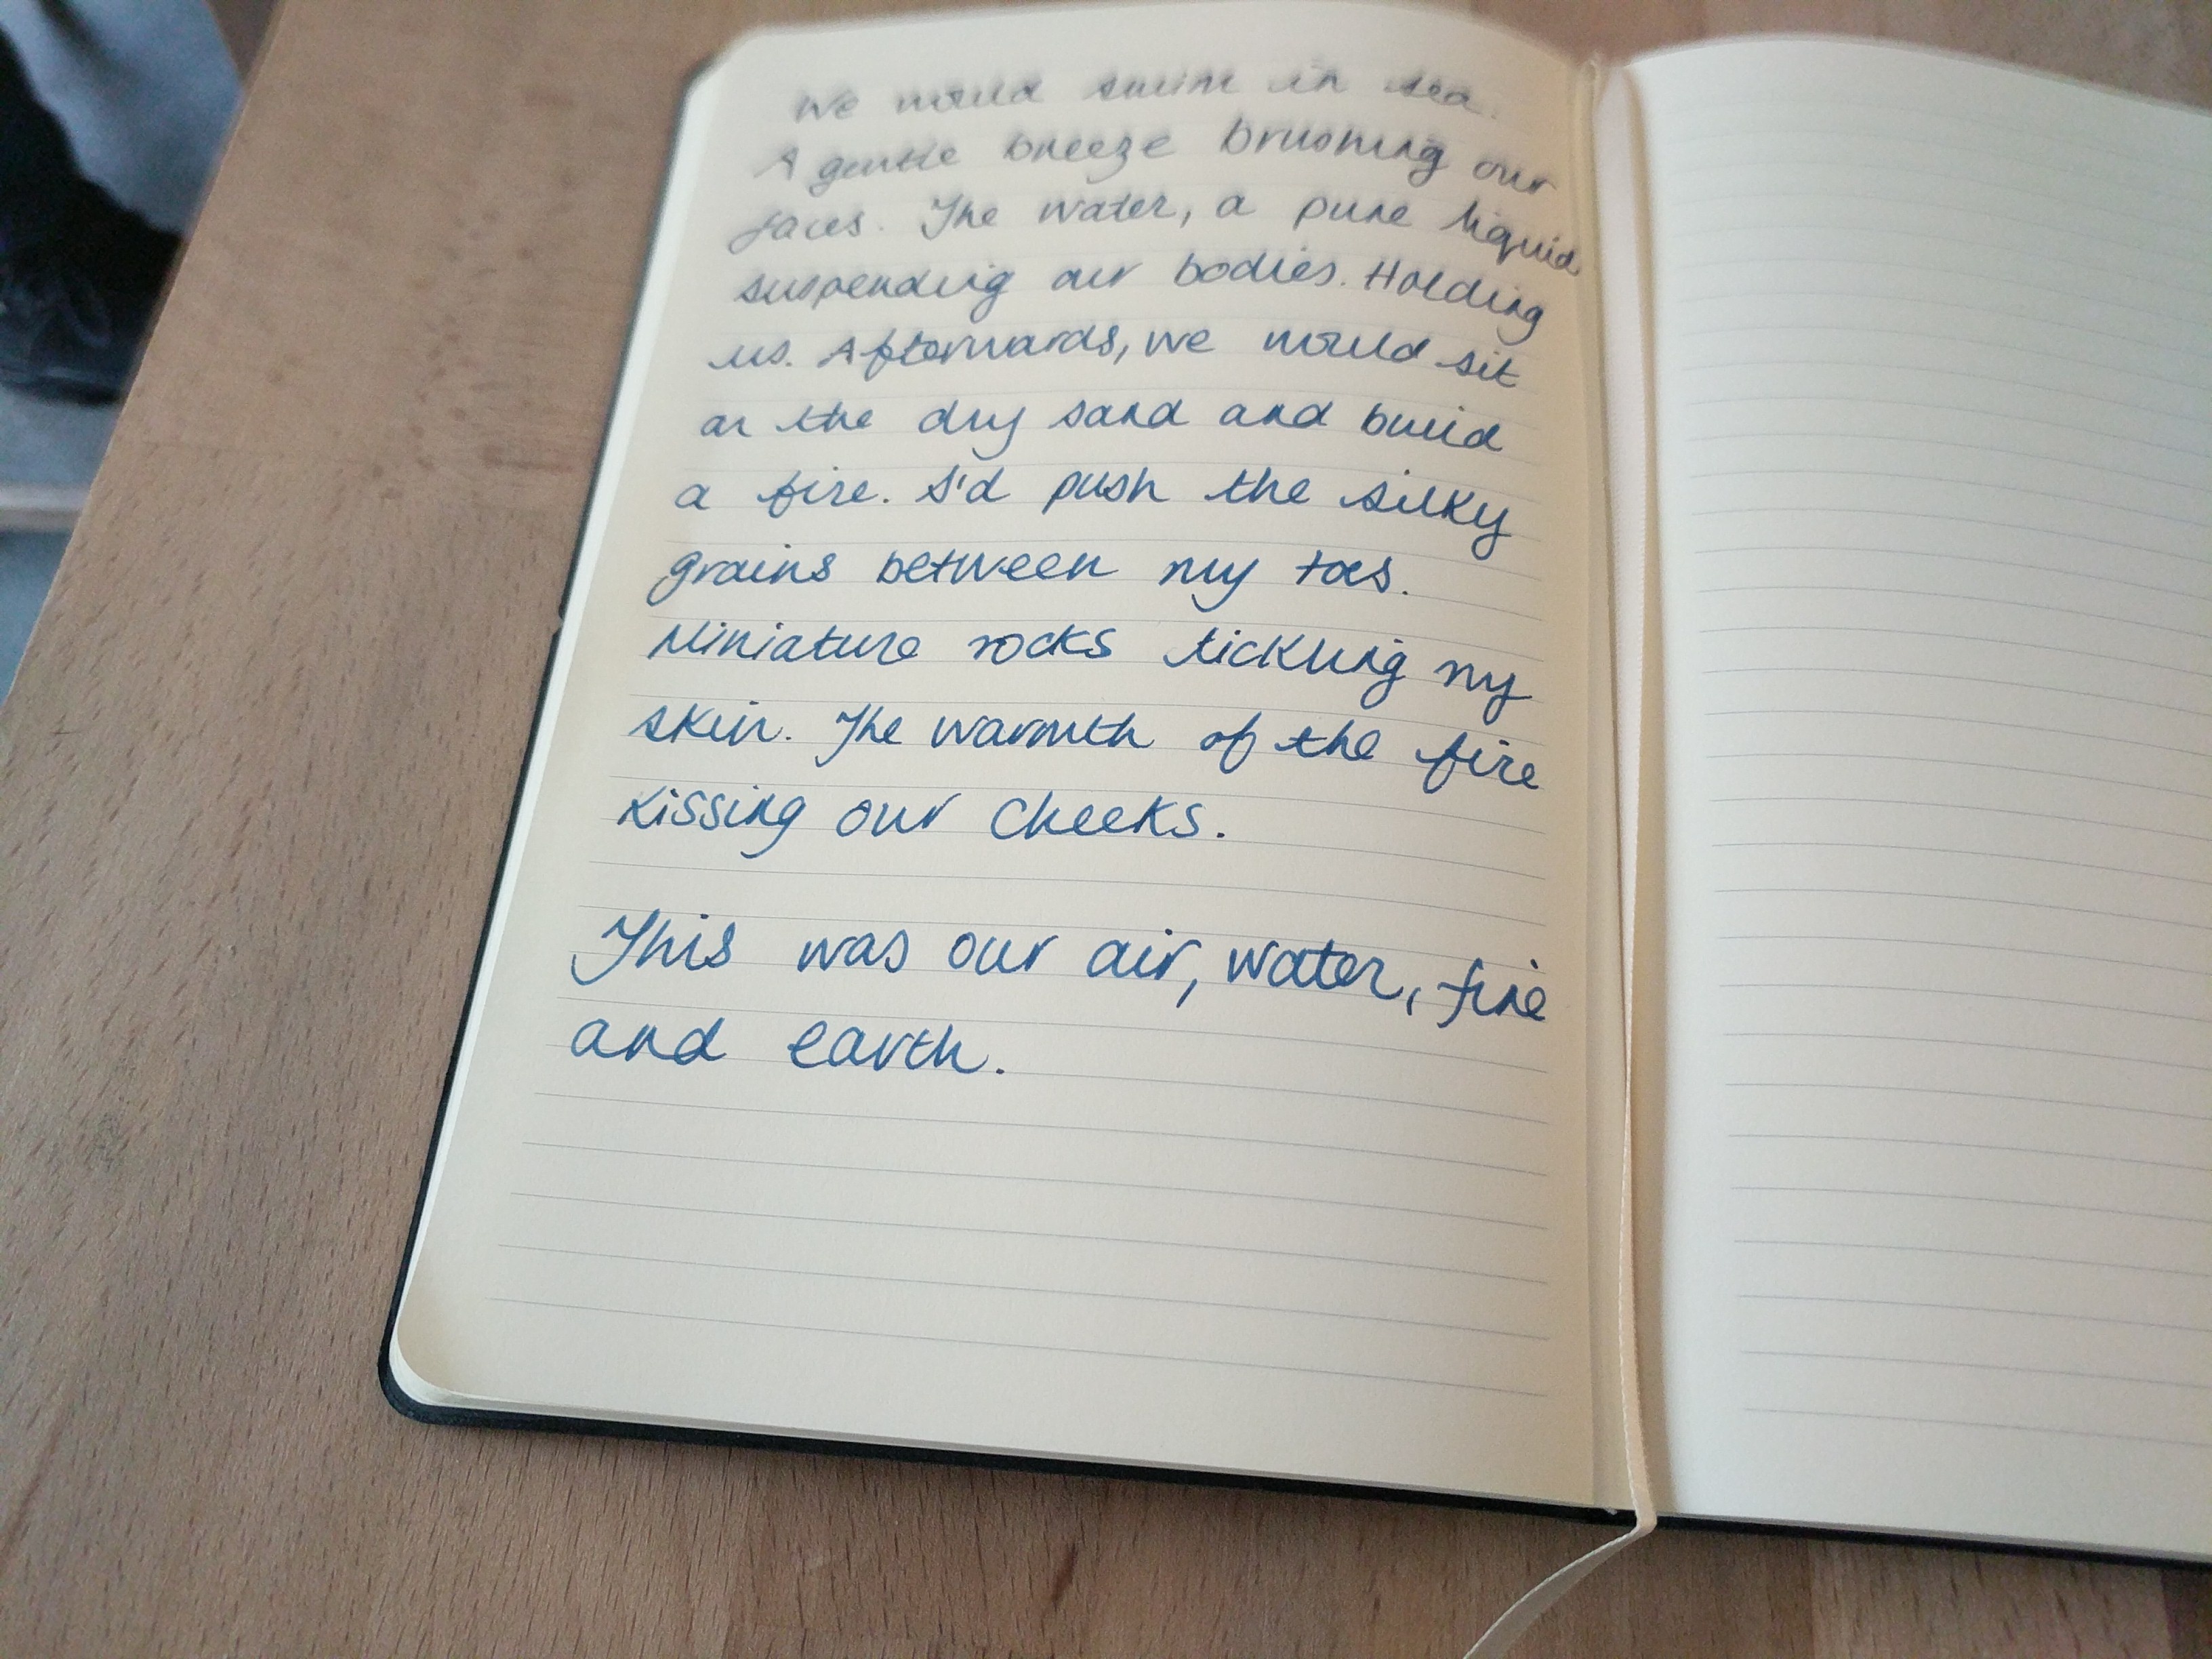 We would swim in sea.
A gentle breeze brushing our
faces. The water, a pure liquid
suspending our bodies. Holding
us. Afterwards, we would sit
on the dry sand and build
a fire. I'd push the silky
grains between my toes.
Miniature rocks tickling my
skin. The warmth of the fire
kissing our cheeks.
This was our air, water, fire
and earth.